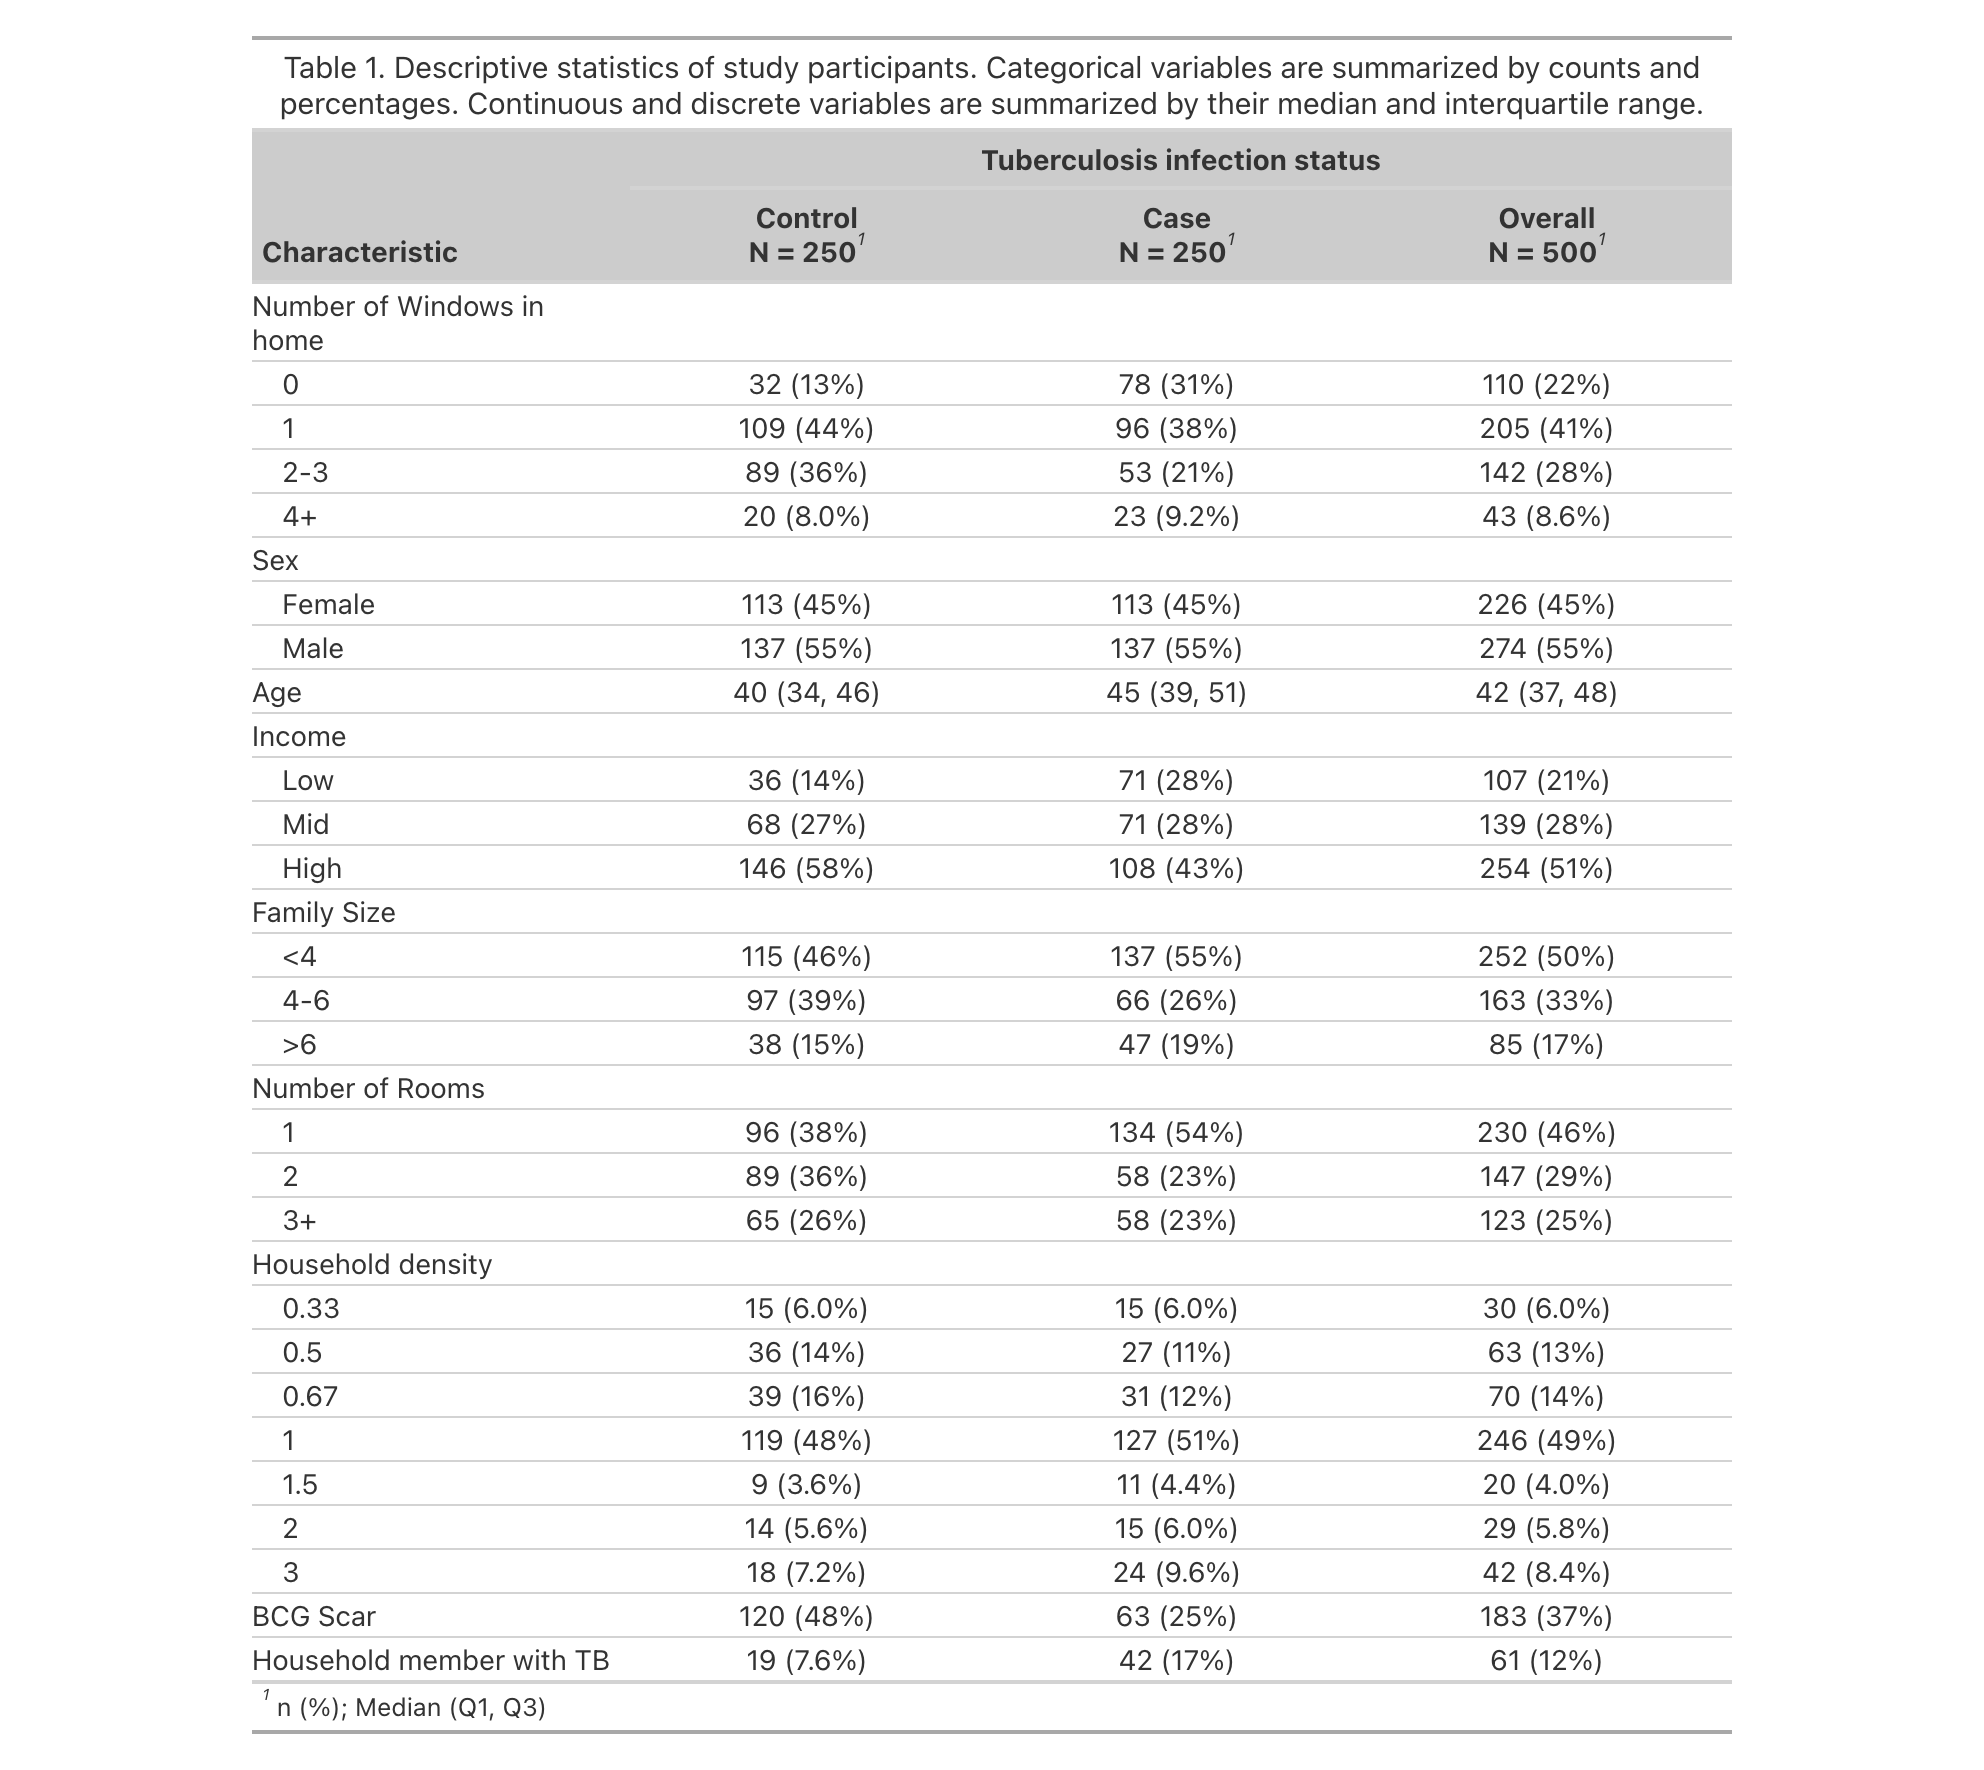 Table 1. Descriptive statistics of study participants. Categorical variables are summarized by counts and
percentages. Continuous and discrete variables are summarized by their median and interquartile range.
Tuberculosis infection status
Characteristic Control N = 250¹ Case N = 250¹ Overall N = 500¹
Number of Windows in
home
0 32 (13%) 78 (31%) 110 (22%)
1 109 (44%) 96 (38%) 205 (41%)
2-3 89 (36%) 53 (21%) 142 (28%)
4+ 20 (8.0%) 23 (9.2%) 43 (8.6%)
Sex
Female 113 (45%) 113 (45%) 226 (45%)
Male 137 (55%) 137 (55%) 274 (55%)
Age 40 (34, 46) 45 (39, 51) 42 (37, 48)
Income
Low 36 (14%) 71 (28%) 107 (21%)
Mid 68 (27%) 71 (28%) 139 (28%)
High 146 (58%) 108 (43%) 254 (51%)
Family Size
<4 115 (46%) 137 (55%) 252 (50%)
4-6 97 (39%) 66 (26%) 163 (33%)
>6 38 (15%) 47 (19%) 85 (17%)
Number of Rooms
1 96 (38%) 134 (54%) 230 (46%)
2 89 (36%) 58 (23%) 147 (29%)
3+ 65 (26%) 58 (23%) 123 (25%)
Household density
0.33 15 (6.0%) 15 (6.0%) 30 (6.0%)
0.5 36 (14%) 27 (11%) 63 (13%)
0.67 39 (16%) 31 (12%) 70 (14%)
1 119 (48%) 127 (51%) 246 (49%)
1.5 9 (3.6%) 11 (4.4%) 20 (4.0%)
2 14 (5.6%) 15 (6.0%) 29 (5.8%)
3 18 (7.2%) 24 (9.6%) 42 (8.4%)
BCG Scar 120 (48%) 63 (25%) 183 (37%)
Household member with TB 19 (7.6%) 42 (17%) 61 (12%)
¹ n (%); Median (Q1, Q3)